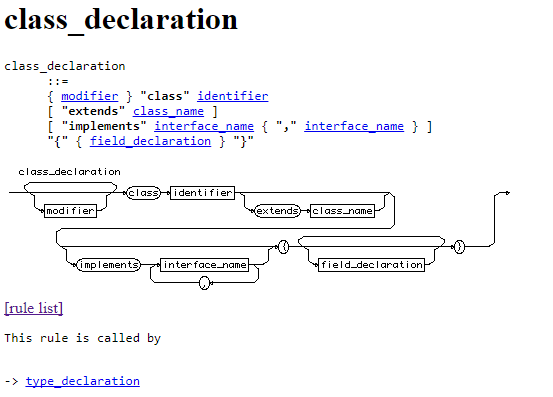 class_declaration
class_declaration
::=
{ modifier } "class" identifier
[ "extends" class_name ]
[ "implements" interface_name { "," interface_name } ]
"{" { field_declaration } "}"
class_declaration
class identifier
modifier extends class_name
{ }
implements interface_name field_declaration
,
[rule list]
This rule is called by
-> type_declaration